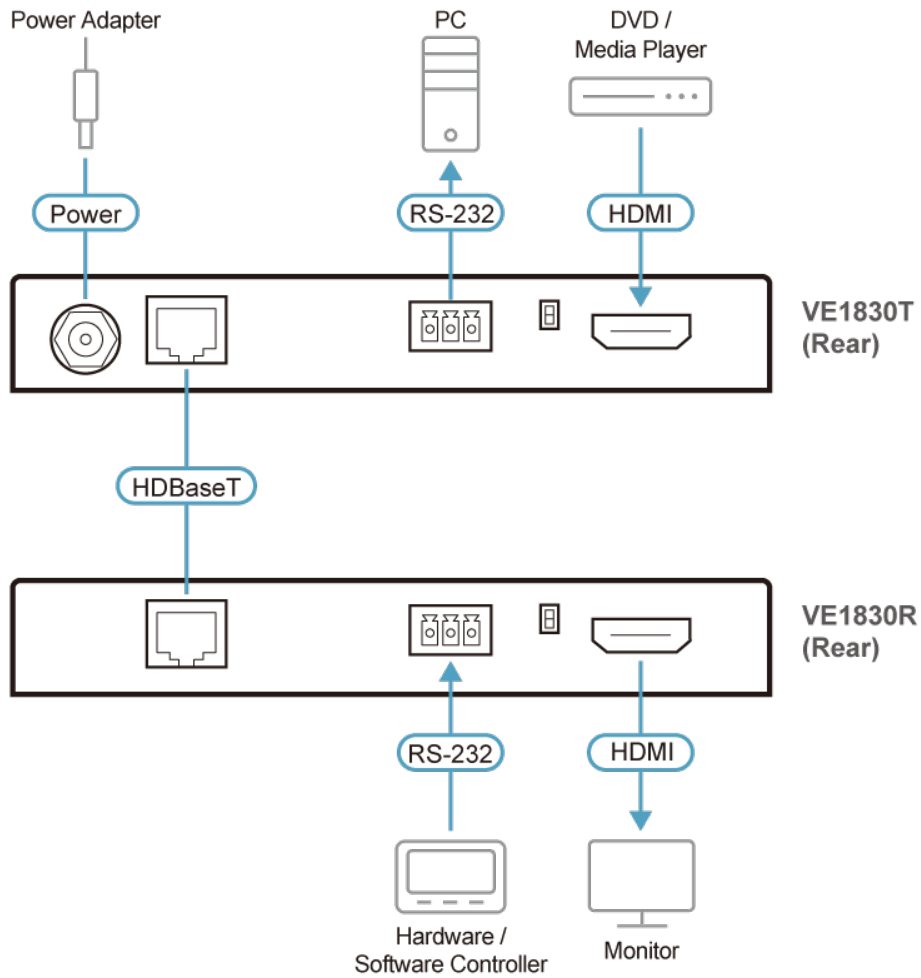 Power Adapter
PC
DVD /
Media Player
Power
RS-232
HDMI
VE1830T
(Rear)
HDBaseT
VE1830R
(Rear)
RS-232
HDMI
Hardware /
Software Controller
Monitor